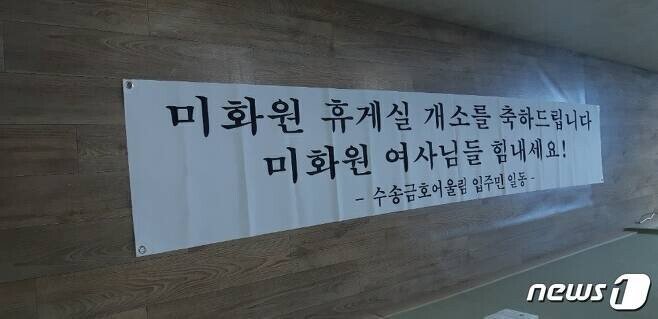 미화원 휴게실 개소를 축하드립니다
미화원 여사님들 힘내세요!
- 수송금호어울림 입주민 일동 -
news1